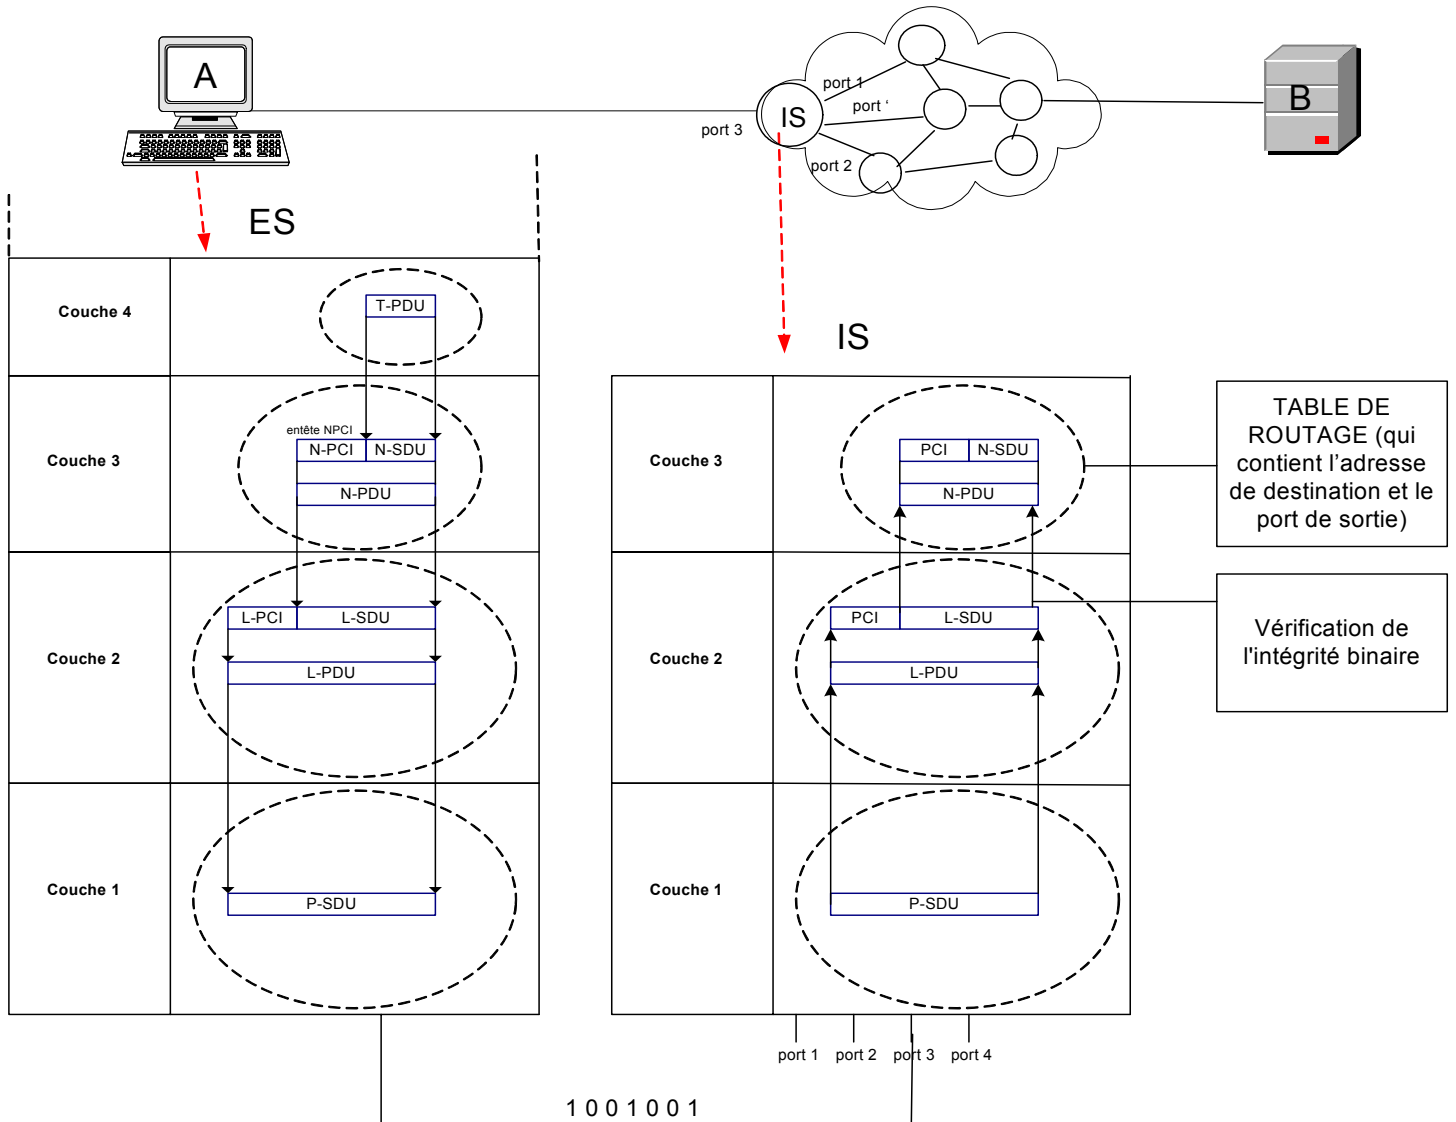 A
port 1
port ‘
IS
port 3
port 2
B
ES
IS
Couche 4
T-PDU
Couche 3
entête NPCI
N-PCI
N-SDU
N-PDU
Couche 2
L-PCI
L-SDU
L-PDU
Couche 1
P-SDU
Couche 3
PCI
N-SDU
N-PDU
Couche 2
PCI
L-SDU
L-PDU
Couche 1
P-SDU
TABLE DE
ROUTAGE (qui
contient l’adresse
de destination et le
port de sortie)
Vérification de
l'intégrité binaire
port 1
port 2
port 3
port 4
1 0 0 1 0 0 1